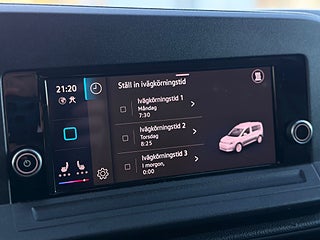 21:20
Ställ in ivägkörningstid
Ivägkörningstid 1
Måndag
7:30
Ivägkörningstid 2
Torsdag
8:25
Ivägkörningstid 3
I morgon,
0:00